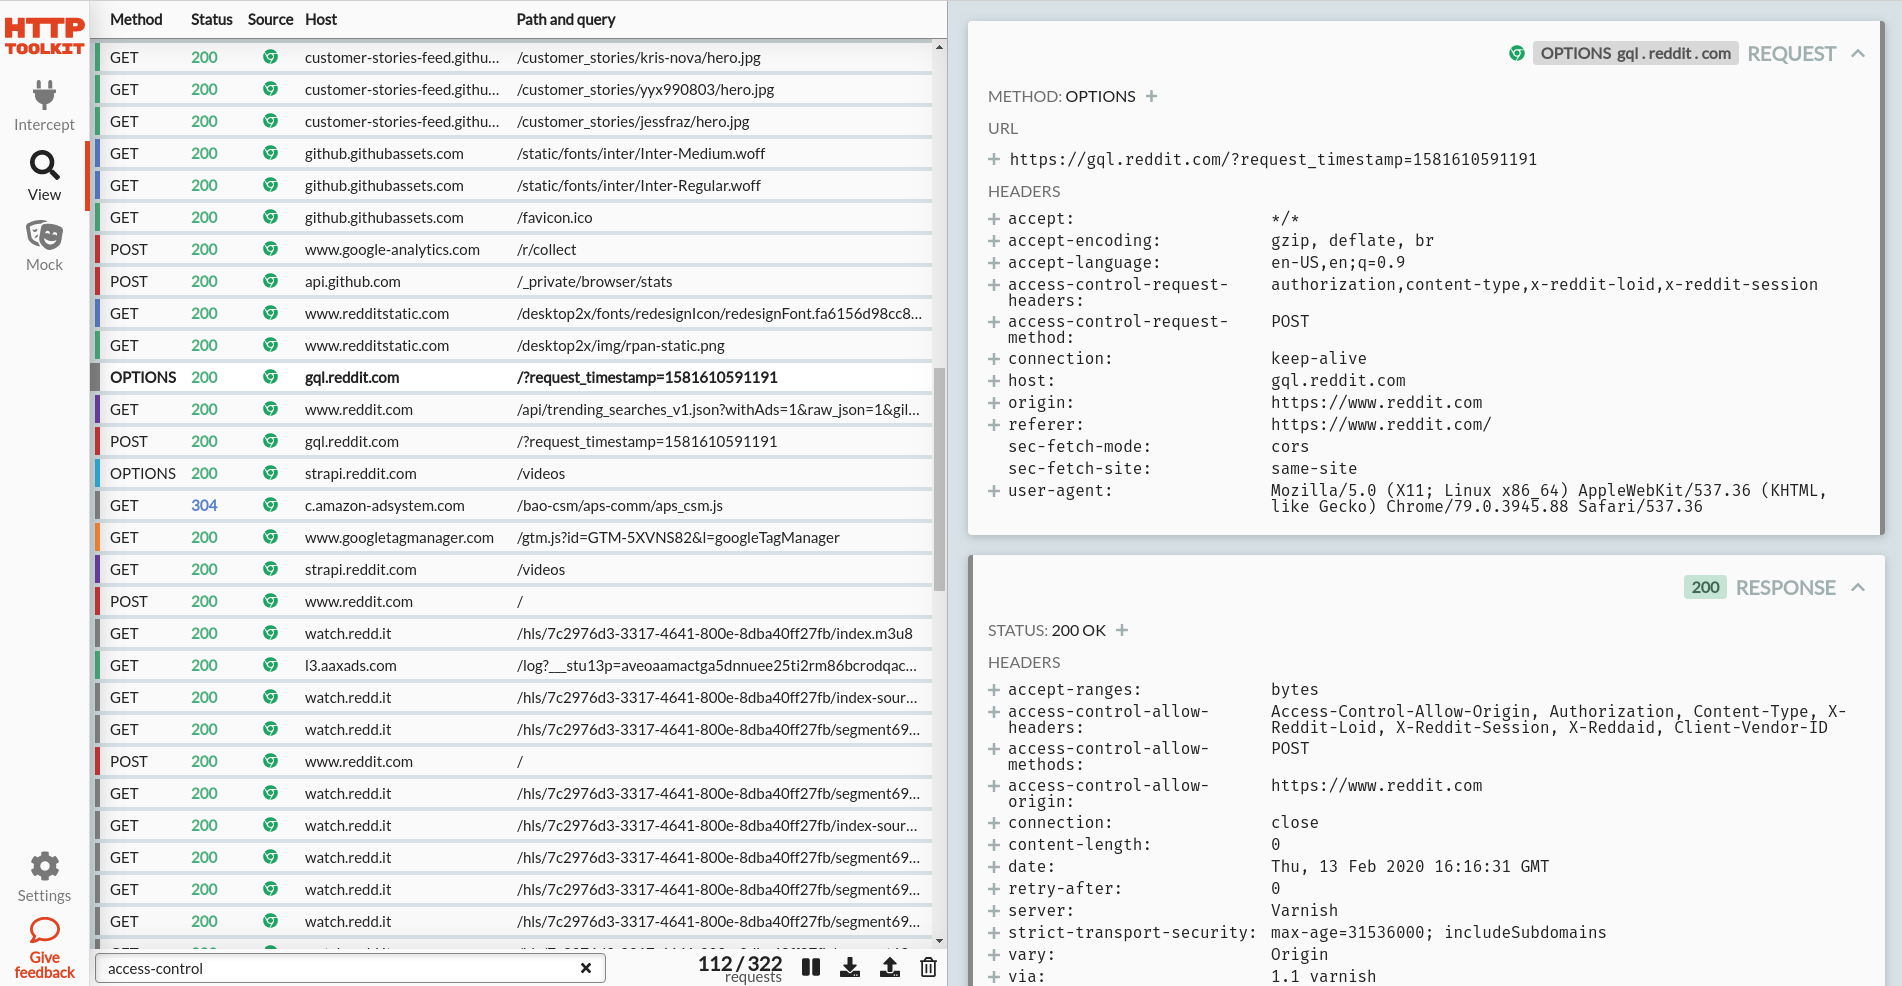 HTTP
TOOLKIT
Intercept
View
Mock
Settings
Give
feedback
Method Status Source Host Path and query
GET 200 customer-stories-feed.githu... /customer_stories/kris-nova/hero.jpg
GET 200 customer-stories-feed.githu... /customer_stories/yyx990803/hero.jpg
GET 200 customer-stories-feed.githu... /customer_stories/jessfraz/hero.jpg
GET 200 github.githubassets.com /static/fonts/inter/Inter-Medium.woff
GET 200 github.githubassets.com /static/fonts/inter/Inter-Regular.woff
GET 200 github.githubassets.com /favicon.ico
POST 200 www.google-analytics.com /r/collect
POST 200 api.github.com /_private/browser/stats
GET 200 www.redditstatic.com /desktop2x/fonts/redesignIcon/redesignFont.fa6156d98cc8...
GET 200 www.redditstatic.com /desktop2x/img/rpan-static.png
OPTIONS 200 gql.reddit.com /?request_timestamp=1581610591191
GET 200 www.reddit.com /api/trending_searches_v1.json?withAds=1&raw_json=1&gil...
POST 200 gql.reddit.com /?request_timestamp=1581610591191
OPTIONS 200 strapi.reddit.com /videos
GET 304 c.amazon-adsystem.com /bao-csm/aps-comm/aps_csm.js
GET 200 www.googletagmanager.com /gtm.js?id=GTM-5XVNS82&l=googleTagManager
GET 200 strapi.reddit.com /videos
POST 200 www.reddit.com /
GET 200 watch.redd.it /hls/7c2976d3-3317-4641-800e-8dba40ff27fb/index.m3u8
GET 200 l3.aaxads.com /log?___stu13p=aveoaamactga5dnnuee25ti2rm86bcrodqac...
GET 200 watch.redd.it /hls/7c2976d3-3317-4641-800e-8dba40ff27fb/index-sour...
GET 200 watch.redd.it /hls/7c2976d3-3317-4641-800e-8dba40ff27fb/segment69...
POST 200 www.reddit.com /
GET 200 watch.redd.it /hls/7c2976d3-3317-4641-800e-8dba40ff27fb/segment69...
GET 200 watch.redd.it /hls/7c2976d3-3317-4641-800e-8dba40ff27fb/index-sour...
GET 200 watch.redd.it /hls/7c2976d3-3317-4641-800e-8dba40ff27fb/segment69...
GET 200 watch.redd.it /hls/7c2976d3-3317-4641-800e-8dba40ff27fb/segment69...
GET 200 watch.redd.it /hls/7c2976d3-3317-4641-800e-8dba40ff27fb/segment69...
access-control
112 / 322
requests
OPTIONS gql.reddit.com REQUEST
METHOD: OPTIONS
URL
https://gql.reddit.com/?request_timestamp=1581610591191
HEADERS
accept: */*
accept-encoding: gzip, deflate, br
accept-language: en-US,en;q=0.9
access-control-request- authorization,content-type,x-reddit-loid,x-reddit-session
headers:
access-control-request- POST
method:
connection: keep-alive
host: gql.reddit.com
origin: https://www.reddit.com
referer: https://www.reddit.com/
sec-fetch-mode: cors
sec-fetch-site: same-site
user-agent: Mozilla/5.0 (X11; Linux x86_64) AppleWebKit/537.36 (KHTML,
like Gecko) Chrome/79.0.3945.88 Safari/537.36
200 RESPONSE
STATUS: 200 OK
HEADERS
accept-ranges: bytes
access-control-allow- Access-Control-Allow-Origin, Authorization, Content-Type, X-
headers: Reddit-Loid, X-Reddit-Session, X-Reddaid, Client-Vendor-ID
access-control-allow- POST
methods:
access-control-allow- https://www.reddit.com
origin:
connection: close
content-length: 0
date: Thu, 13 Feb 2020 16:16:31 GMT
retry-after: 0
server: Varnish
strict-transport-security: max-age=31536000; includeSubdomains
vary: Origin
via: 1.1 varnish